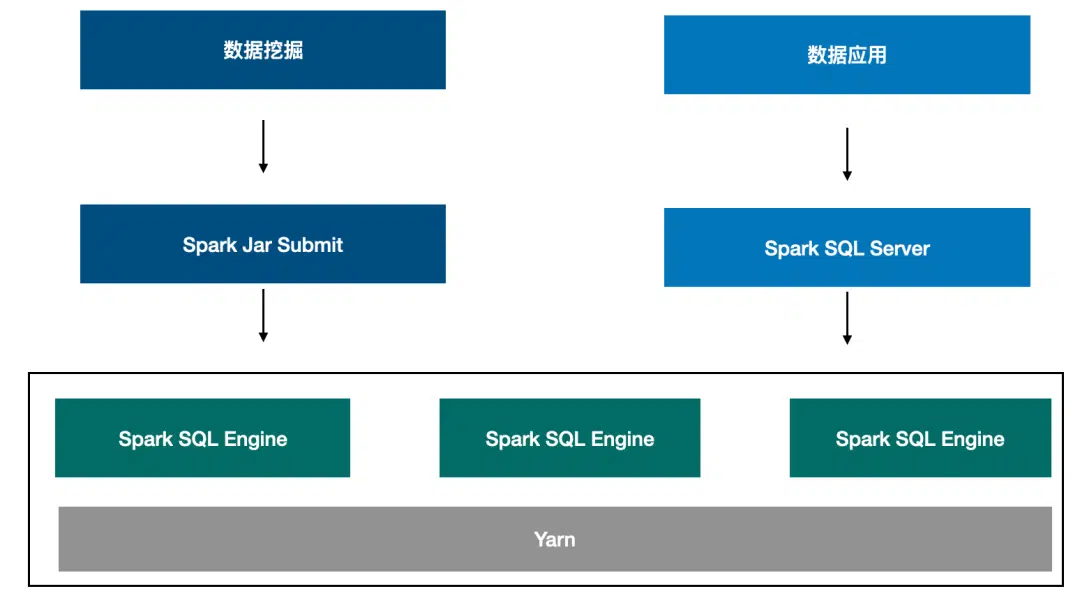 数据挖掘
数据应用
Spark Jar Submit
Spark SQL Server
Spark SQL Engine
Spark SQL Engine
Spark SQL Engine
Yarn